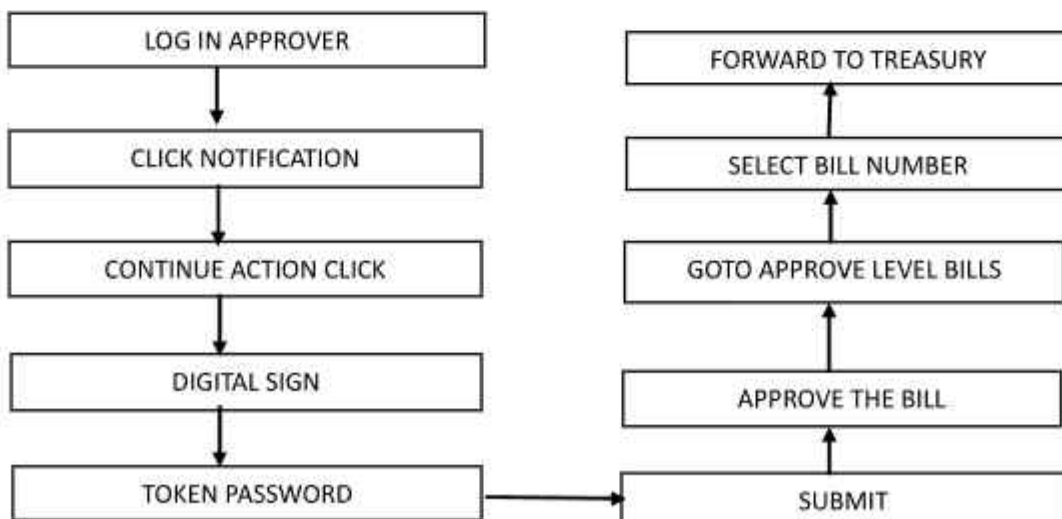 LOG IN APPROVER
CLICK NOTIFICATION
CONTINUE ACTION CLICK
DIGITAL SIGN
TOKEN PASSWORD
SUBMIT
APPROVE THE BILL
GOTO APPROVE LEVEL BILLS
SELECT BILL NUMBER
FORWARD TO TREASURY